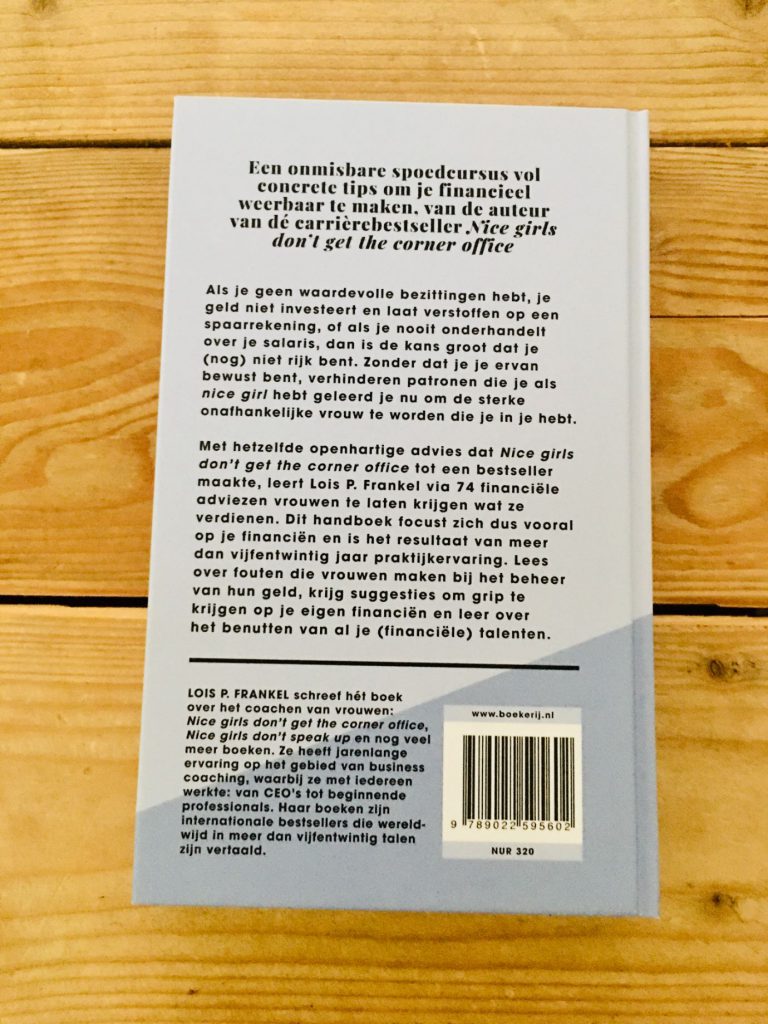 Een onmisbare spoedcursus vol
concrete tips om je financieel
weerbaar te maken, van de auteur
van dé carrièrebestseller Nice girls
don't get the corner office
Als je geen waardevolle bezittingen hebt, je
geld niet investeert en laat verstoffen op een
spaarrekening, of als je nooit onderhandelt
over je salaris, dan is de kans groot dat je
(nog) niet rijk bent. Zonder dat je je ervan
bewust bent, verhinderen patronen die je als
nice girl hebt geleerd je nu om de sterke
onafhankelijke vrouw te worden die je in je hebt.
Met hetzelfde openhartige advies dat Nice girls
don't get the corner office tot een bestseller
maakte, leert Lois P. Frankel via 74 financiële
adviezen vrouwen te laten krijgen wat ze
verdienen. Dit handboek focust zich dus vooral
op je financiën en is het resultaat van meer
dan vijfentwintig jaar praktijkervaring. Lees
over fouten die vrouwen maken bij het beheer
van hun geld, krijg suggesties om grip te
krijgen op je eigen financiën en leer over
het benutten van al je (financiële) talenten.
LOIS P. FRANKEL schreef hét boek
over het coachen van vrouwen:
Nice girls don't get the corner office,
Nice girls don't speak up en nog veel
meer boeken. Ze heeft jarenlange
ervaring op het gebied van business
coaching, waarbij ze met iedereen
werkte: van CEO's tot beginnende
professionals. Haar boeken zijn
internationale bestsellers die wereld-
wijd in meer dan vijfentwintig talen
zijn vertaald.
www.boekerij.nl
9 789022 595602
NUR 320